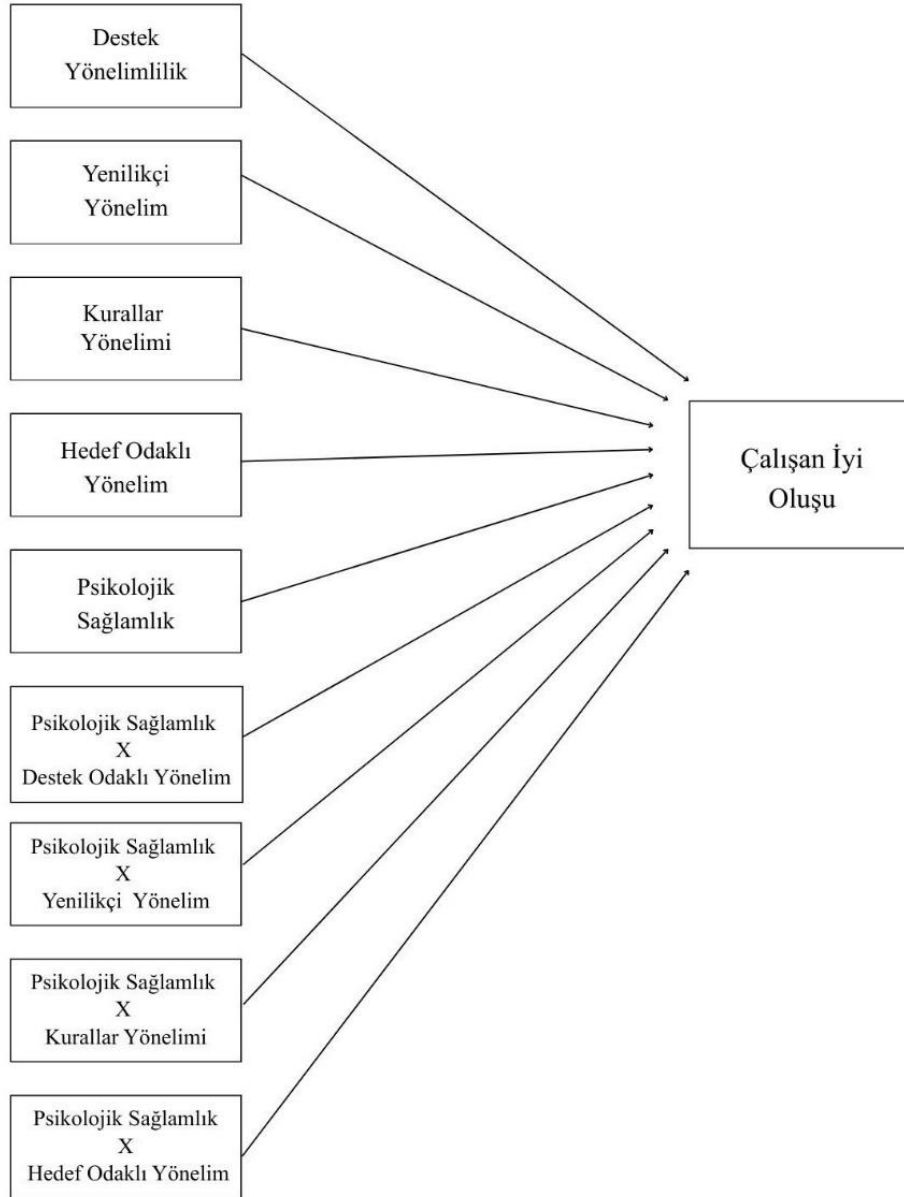 Destek
Yönelimlilik
Yenilikçi
Yönelim
Kurallar
Yönelimi
Hedef Odaklı
Yönelim
Psikolojik
Sağlamlık
Psikolojik Sağlamlık
X
Destek Odaklı Yönelim
Psikolojik Sağlamlık
X
Yenilikçi Yönelim
Psikolojik Sağlamlık
X
Kurallar Yönelimi
Psikolojik Sağlamlık
X
Hedef Odaklı Yönelim
Çalışan İyi
Oluşu